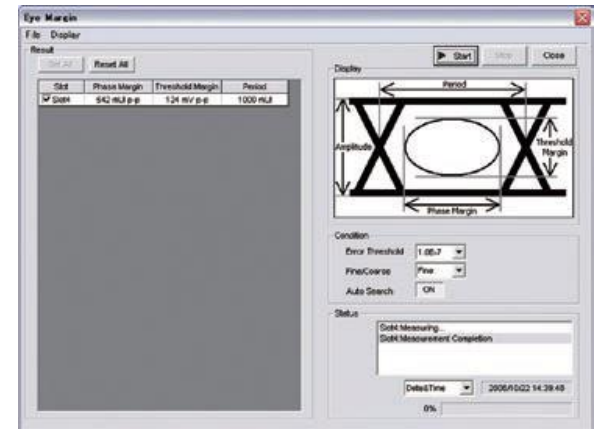 Eye Margin
File Display
Result
Set All Reset All
Slot Phase Margin Threshold Margin Period
Slot4 642 mUI p-p 124 mV p-p 1000 mUI
Start Stop Close
Display
Period
Amplitude
Threshold
Margin
Phase Margin
Condition
Error Threshold 1.0E-7
Fine/Coarse Fine
Auto Search ON
Status
Slot4:Measuring...
Slot4:Measurement Completion
Date&Time 2008/10/22 14:39:48
0%